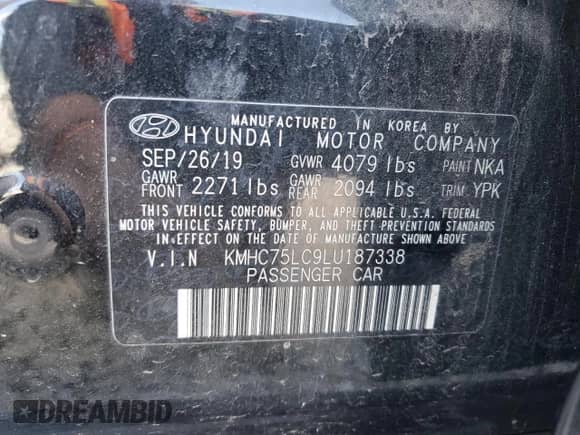 MANUFACTURED IN KOREA BY
HYUNDAI MOTOR COMPANY
SEP/26/19 GVWR 4079 lbs PAINT NKA
GAWR FRONT 2271 lbs GAWR REAR 2094 lbs TRIM YPK
THIS VEHICLE CONFORMS TO ALL APPLICABLE U.S.A. FEDERAL
MOTOR VEHICLE SAFETY, BUMPER, AND THEFT PREVENTION STANDARDS
IN EFFECT ON THE DATE OF MANUFACTURE SHOWN ABOVE.
V.I.N KMHC75LC9LU187338
PASSENGER CAR
DREAMBID